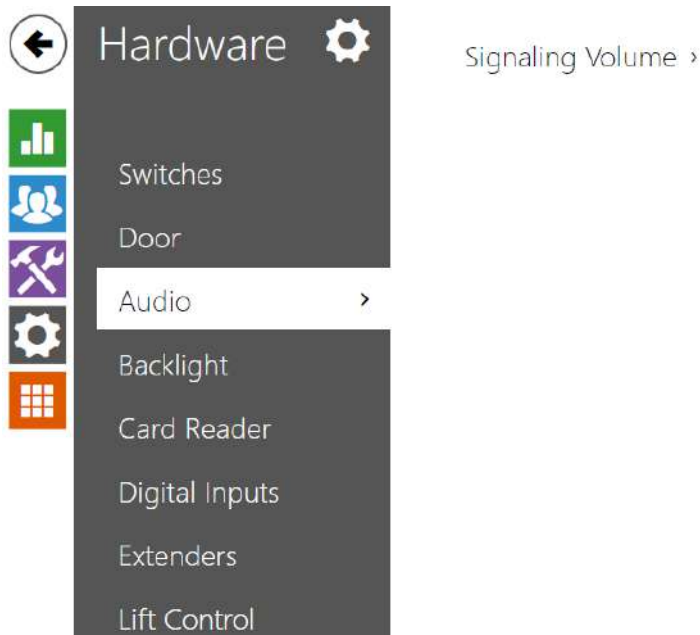 Hardware
Signaling Volume ›
Switches
Door
Audio ›
Backlight
Card Reader
Digital Inputs
Extenders
Lift Control